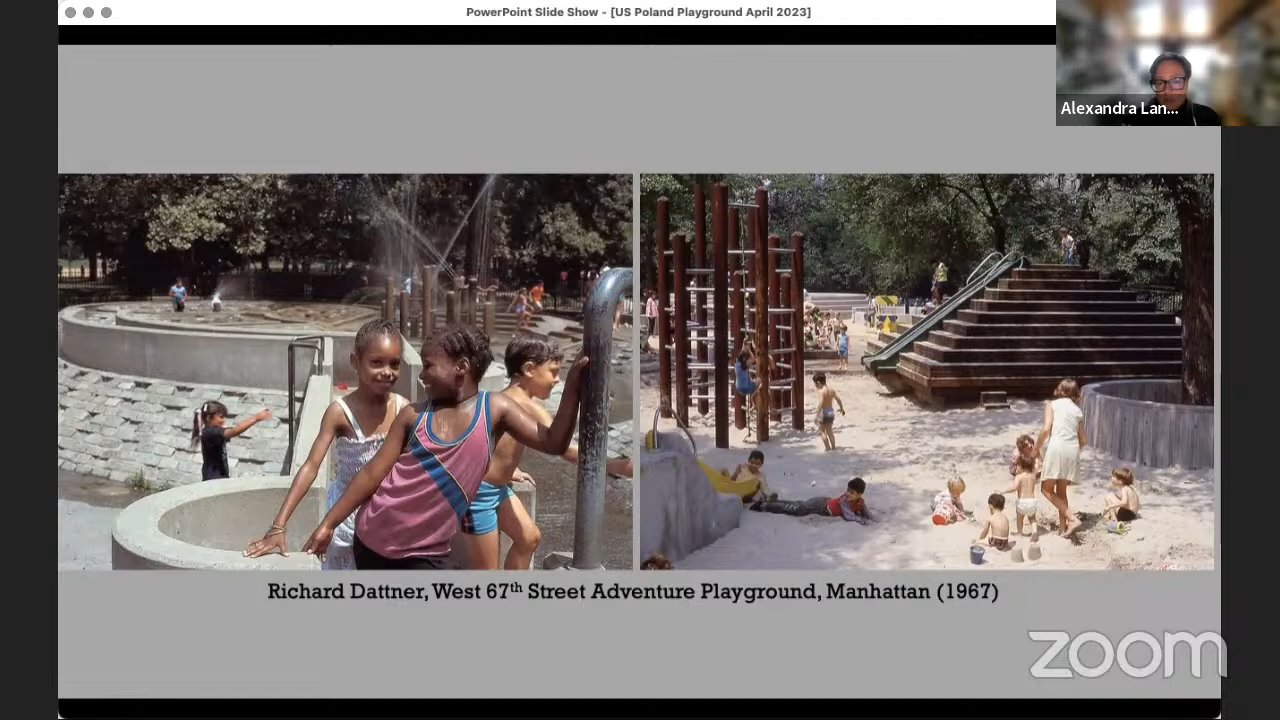 PowerPoint Slide Show - [US Poland Playground April 2023]
Alexandra Lan...
Richard Dattner, West 67th Street Adventure Playground, Manhattan (1967)
zoom